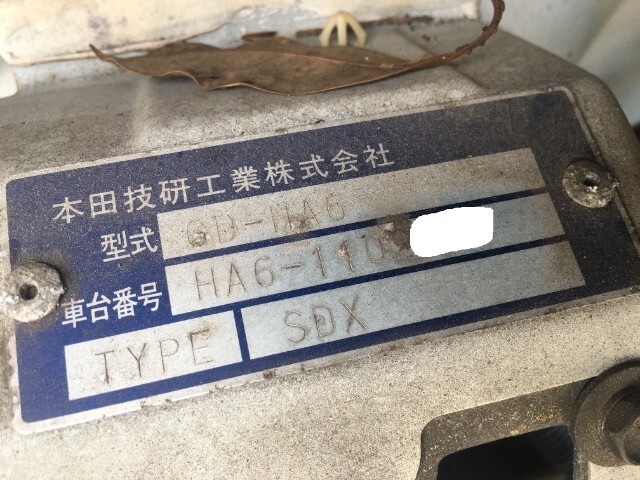 本田技研工業株式会社
型式 GD-HA6
車台番号 HA6-1102
TYPE SDX